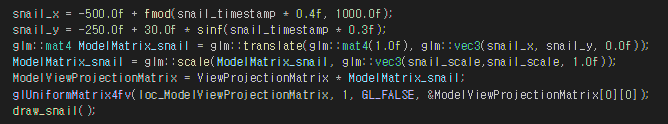 snail_x = -500.0f + fmod(snail_timestamp * 0.4f, 1000.0f);
snail_y = -250.0f + 30.0f * sinf(snail_timestamp * 0.3f);
glm::mat4 ModelMatrix_snail = glm::translate(glm::mat4(1.0f), glm::vec3(snail_x, snail_y, 0.0f));
ModelMatrix_snail = glm::scale(ModelMatrix_snail, glm::vec3(snail_scale,snail_scale, 1.0f));
ModelViewProjectionMatrix = ViewProjectionMatrix * ModelMatrix_snail;
glUniformMatrix4fv(loc_ModelViewProjectionMatrix, 1, GL_FALSE, &ModelViewProjectionMatrix[0][0]);
draw_snail();